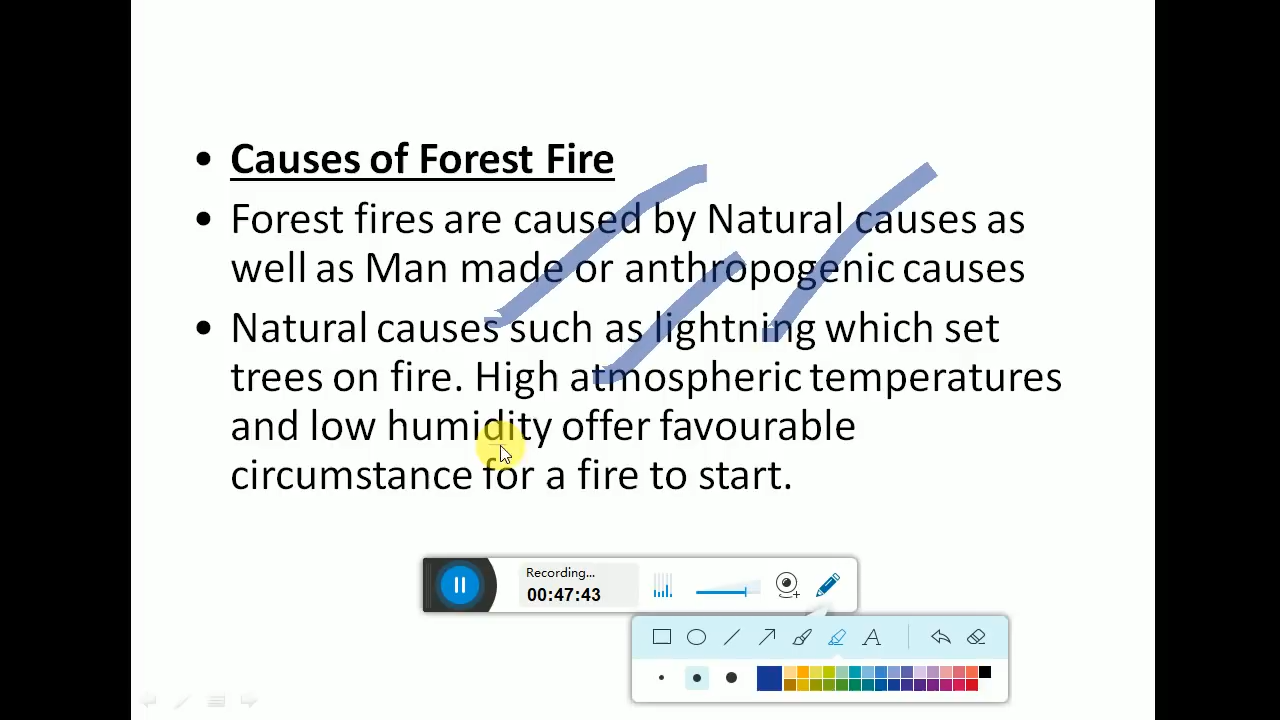 • Causes of Forest Fire
• Forest fires are caused by Natural causes as
well as Man made or anthropogenic causes
• Natural causes such as lightning which set
trees on fire. High atmospheric temperatures
and low humidity offer favourable
circumstance for a fire to start.
Recording...
00:47:43
A